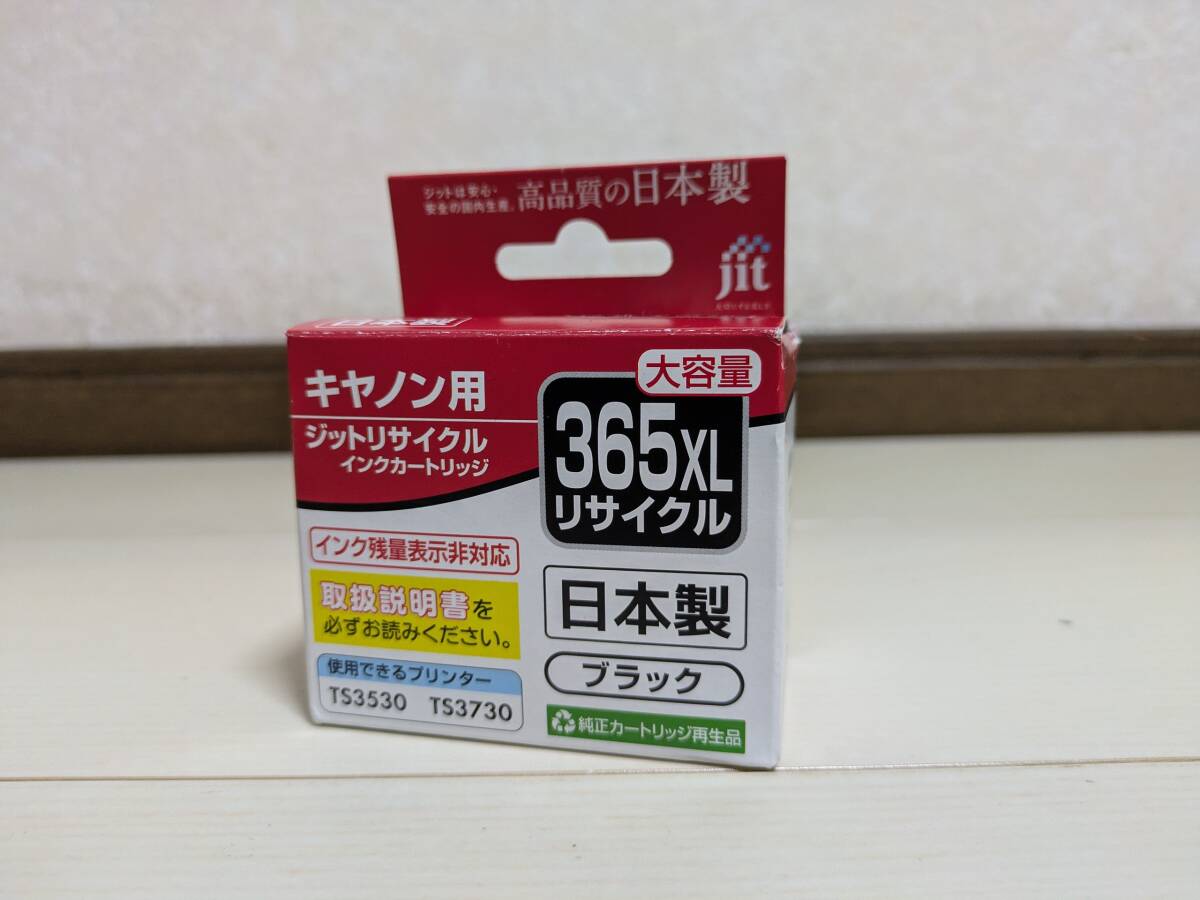 ジットは安心・
安全の国内生産。高品質の日本製
jit
日本製
キヤノン用
ジットリサイクル
インクカートリッジ
大容量
365XL
リサイクル
インク残量表示非対応
取扱説明書を
必ずお読みください。
使用できるプリンター
TS3530 TS3730
日本製
ブラック
純正カートリッジ再生品